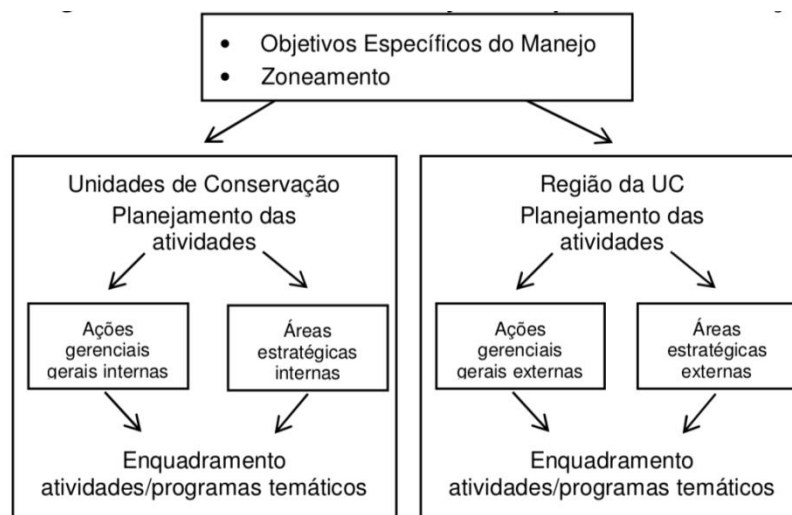 • Objetivos Específicos do Manejo
• Zoneamento
Unidades de Conservação
Planejamento das
atividades
Ações
gerenciais
gerais internas
Áreas
estratégicas
internas
Enquadramento
atividades/programas temáticos
Região da UC
Planejamento das
atividades
Ações
gerenciais
gerais externas
Áreas
estratégicas
externas
Enquadramento
atividades/programas temáticos